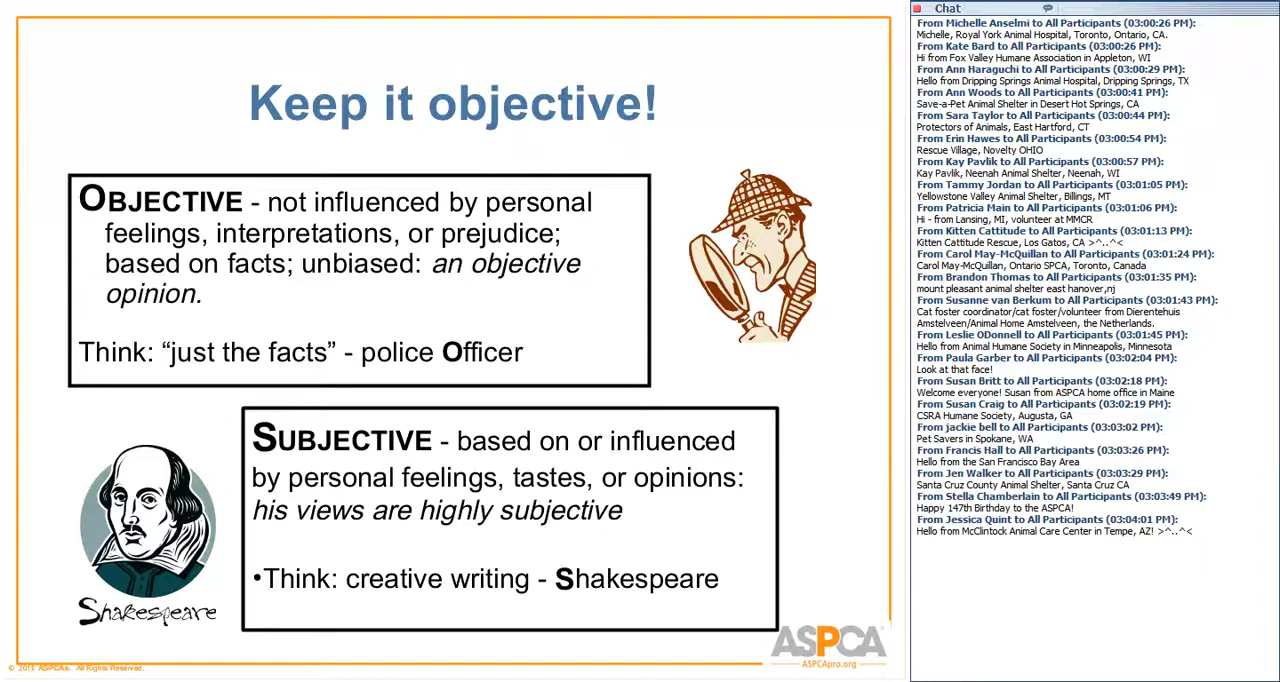 Keep it objective!
OBJECTIVE - not influenced by personal
feelings, interpretations, or prejudice;
based on facts; unbiased: an objective
opinion.
Think: “just the facts” - police Officer
SUBJECTIVE - based on or influenced
by personal feelings, tastes, or opinions:
his views are highly subjective
•Think: creative writing - Shakespeare
Shakespeare
ASPCA®
ASPCApro.org
© 2012 ASPCA®. All Rights Reserved.
Chat
From Michelle Anselmi to All Participants (03:00:26 PM):
Michelle, Royal York Animal Hospital, Toronto, Ontario, CA.
From Kate Bard to All Participants (03:00:26 PM):
Hi from Fox Valley Humane Association in Appleton, WI
From Ann Haraguchi to All Participants (03:00:29 PM):
Hello from Dripping Springs Animal Hospital, Dripping Springs, TX
From Ann Woods to All Participants (03:00:41 PM):
Save-a-Pet Animal Shelter in Desert Hot Springs, CA
From Sara Taylor to All Participants (03:00:44 PM):
Protectors of Animals, East Hartford, CT
From Erin Hawes to All Participants (03:00:54 PM):
Rescue Village, Novelty OHIO
From Kay Pavlik to All Participants (03:00:57 PM):
Kay Pavlik, Neenah Animal Shelter, Neenah, WI
From Tammy Jordan to All Participants (03:01:05 PM):
Yellowstone Valley Animal Shelter, Billings, MT
From Patricia Main to All Participants (03:01:06 PM):
Hi - from Lansing, MI, volunteer at MMCR
From Kitten Cattitude to All Participants (03:01:13 PM):
Kitten Cattitude Rescue, Los Gatos, CA >^..^<
From Carol May-McQuillan to All Participants (03:01:24 PM):
Carol May-McQuillan, Ontario SPCA, Toronto, Canada
From Brandon Thomas to All Participants (03:01:35 PM):
mount pleasant animal shelter east hanover,nj
From Susanne van Berkum to All Participants (03:01:43 PM):
Cat foster coordinator/cat foster/volunteer from Dierentehuis
Amstelveen/Animal Home Amstelveen, the Netherlands.
From Leslie ODonnell to All Participants (03:01:45 PM):
Hello from Animal Humane Society in Minneapolis, Minnesota
From Paula Garber to All Participants (03:02:04 PM):
Look at that face!
From Susan Britt to All Participants (03:02:18 PM):
Welcome everyone! Susan from ASPCA home office in Maine
From Susan Craig to All Participants (03:02:19 PM):
CSRA Humane Society, Augusta, GA
From jackie bell to All Participants (03:03:02 PM):
Pet Savers in Spokane, WA
From Francis Hall to All Participants (03:03:26 PM):
Hello from the San Francisco Bay Area
From Jen Walker to All Participants (03:03:29 PM):
Santa Cruz County Animal Shelter, Santa Cruz CA
From Stella Chamberlain to All Participants (03:03:49 PM):
Happy 147th Birthday to the ASPCA!
From Jessica Quint to All Participants (03:04:01 PM):
Hello from McClintock Animal Care Center in Tempe, AZ! >^..^<